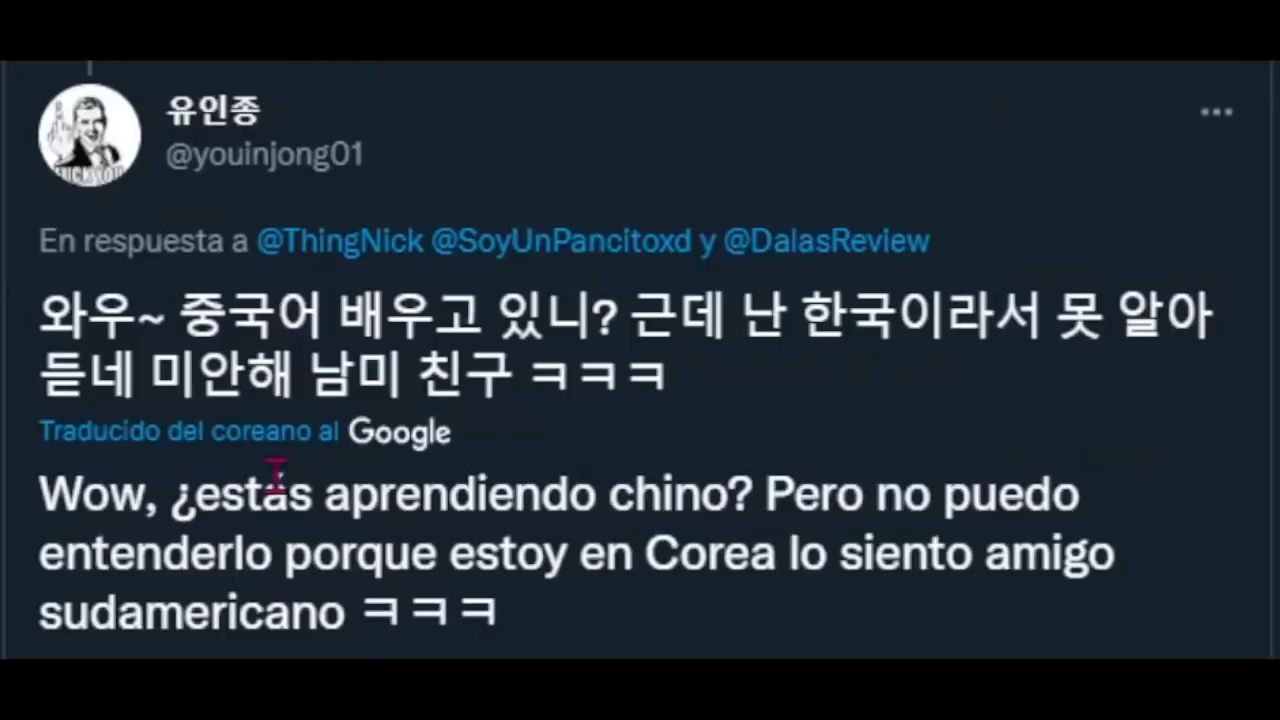 유인종
@youinjong01
En respuesta a @ThingNick @SoyUnPancitoxd y @DalasReview
와우~ 중국어 배우고 있니? 근데 난 한국이라서 못 알아
듣네 미안해 남미 친구 ㅋㅋㅋ
Traducido del coreano al Google
Wow, ¿estás aprendiendo chino? Pero no puedo
entenderlo porque estoy en Corea lo siento amigo
sudamericano ㅋㅋㅋ